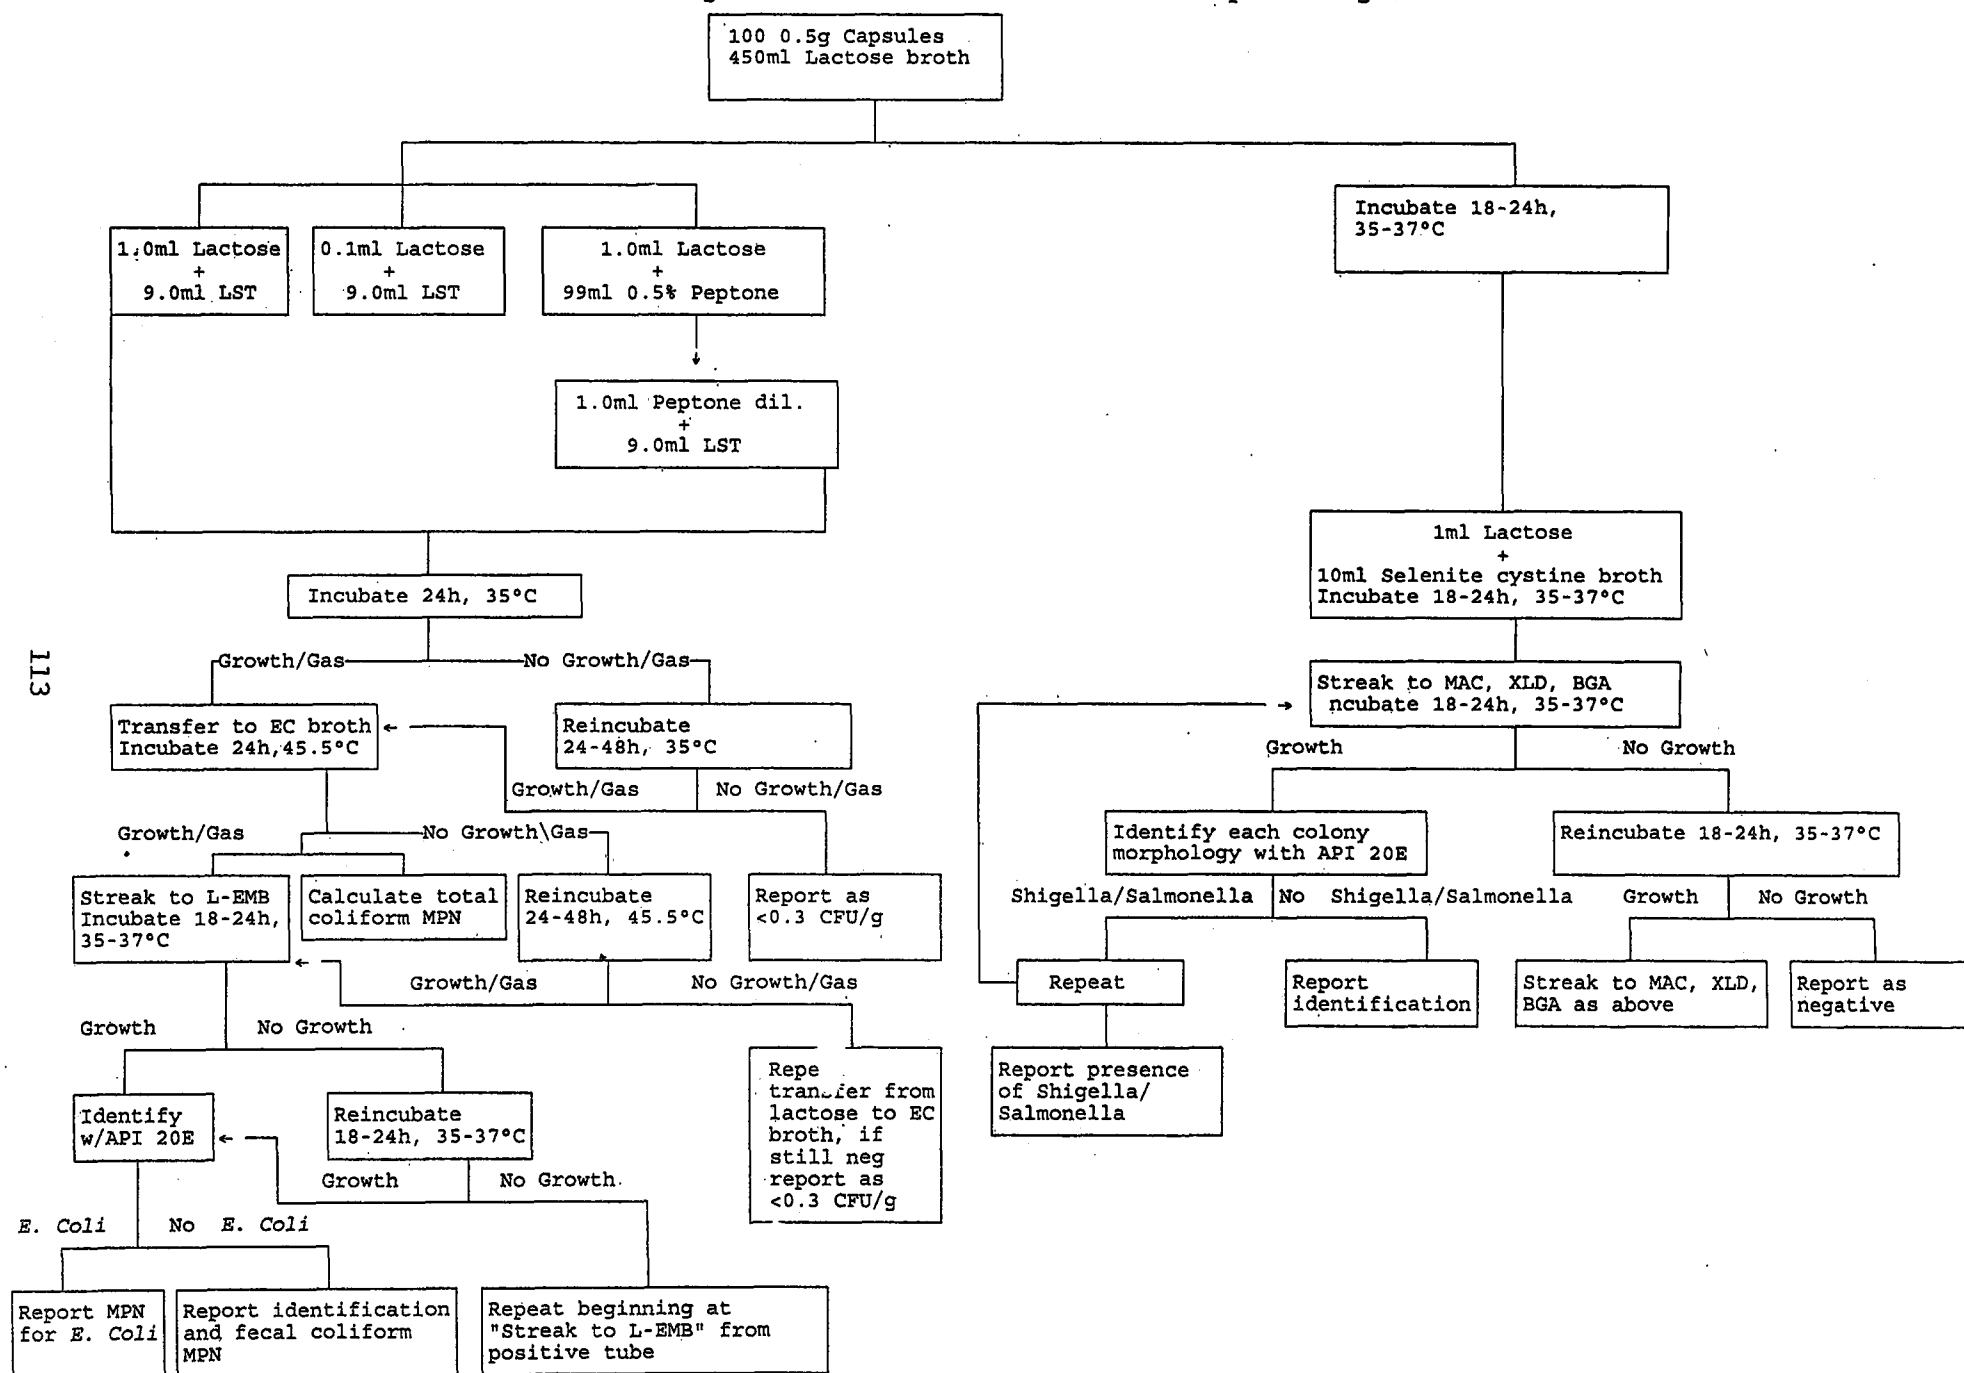 100 0.5g Capsules
450ml Lactose broth
Incubate 18-24h,
35-37°C
1.0ml Lactose
+
9.0ml LST
0.1ml Lactose
+
9.0ml LST
1.0ml Lactose
+
99ml 0.5% Peptone
1.0ml Peptone dil.
+
9.0ml LST
1ml Lactose
+
10ml Selenite cystine broth
Incubate 18-24h, 35-37°C
Incubate 24h, 35°C
113
Growth/Gas
No Growth/Gas
Streak to MAC, XLD, BGA
ncubate 18-24h, 35-37°C
Transfer to EC broth
Incubate 24h,45.5°C
Reincubate
24-48h, 35°C
Growth
No Growth
Growth/Gas
No Growth/Gas
Growth/Gas
No Growth\Gas
Identify each colony
morphology with API 20E
Reincubate 18-24h, 35-37°C
Streak to L-EMB
Incubate 18-24h,
35-37°C
Calculate total
coliform MPN
Reincubate
24-48h, 45.5°C
Report as
<0.3 CFU/g
Shigella/Salmonella
No Shigella/Salmonella
Growth
No Growth
Growth/Gas
No Growth/Gas
Repeat
Report
identification
Streak to MAC, XLD,
BGA as above
Report as
negative
Growth
No Growth
Repe
transfer from
lactose to EC
broth, if
still neg
report as
<0.3 CFU/g
Report presence
of Shigella/
Salmonella
Identify
w/API 20E
Reincubate
18-24h, 35-37°C
Growth
No Growth
E. Coli
No E. Coli
Report MPN
for E. Coli
Report identification
and fecal coliform
MPN
Repeat beginning at
"Streak to L-EMB" from
positive tube